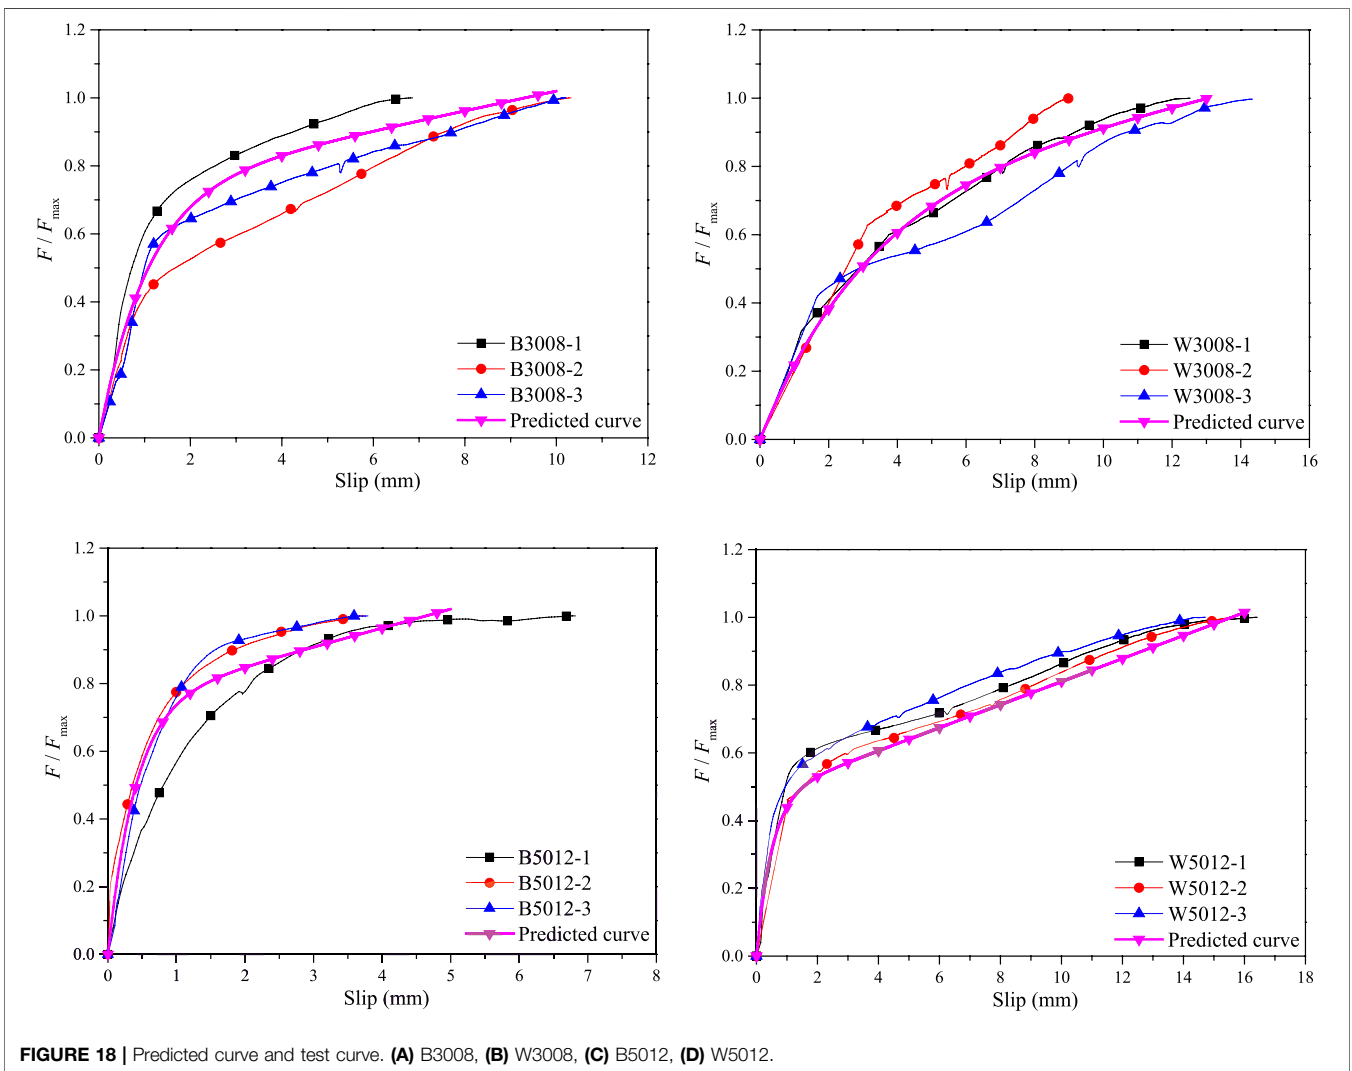 1.2
1.0
0.8
0.6
0.4
0.2
0.0
F / Fmax
0 2 4 6 8 10 12
Slip (mm)
B3008-1
B3008-2
B3008-3
Predicted curve
1.2
1.0
0.8
0.6
0.4
0.2
0.0
F / Fmax
0 2 4 6 8 10 12 14 16
Slip (mm)
W3008-1
W3008-2
W3008-3
Predicted curve
1.2
1.0
0.8
0.6
0.4
0.2
0.0
F / Fmax
0 1 2 3 4 5 6 7 8
Slip (mm)
B5012-1
B5012-2
B5012-3
Predicted curve
1.2
1.0
0.8
0.6
0.4
0.2
0.0
F / Fmax
0 2 4 6 8 10 12 14 16 18
Slip (mm)
W5012-1
W5012-2
W5012-3
Predicted curve
FIGURE 18 | Predicted curve and test curve. (A) B3008, (B) W3008, (C) B5012, (D) W5012.